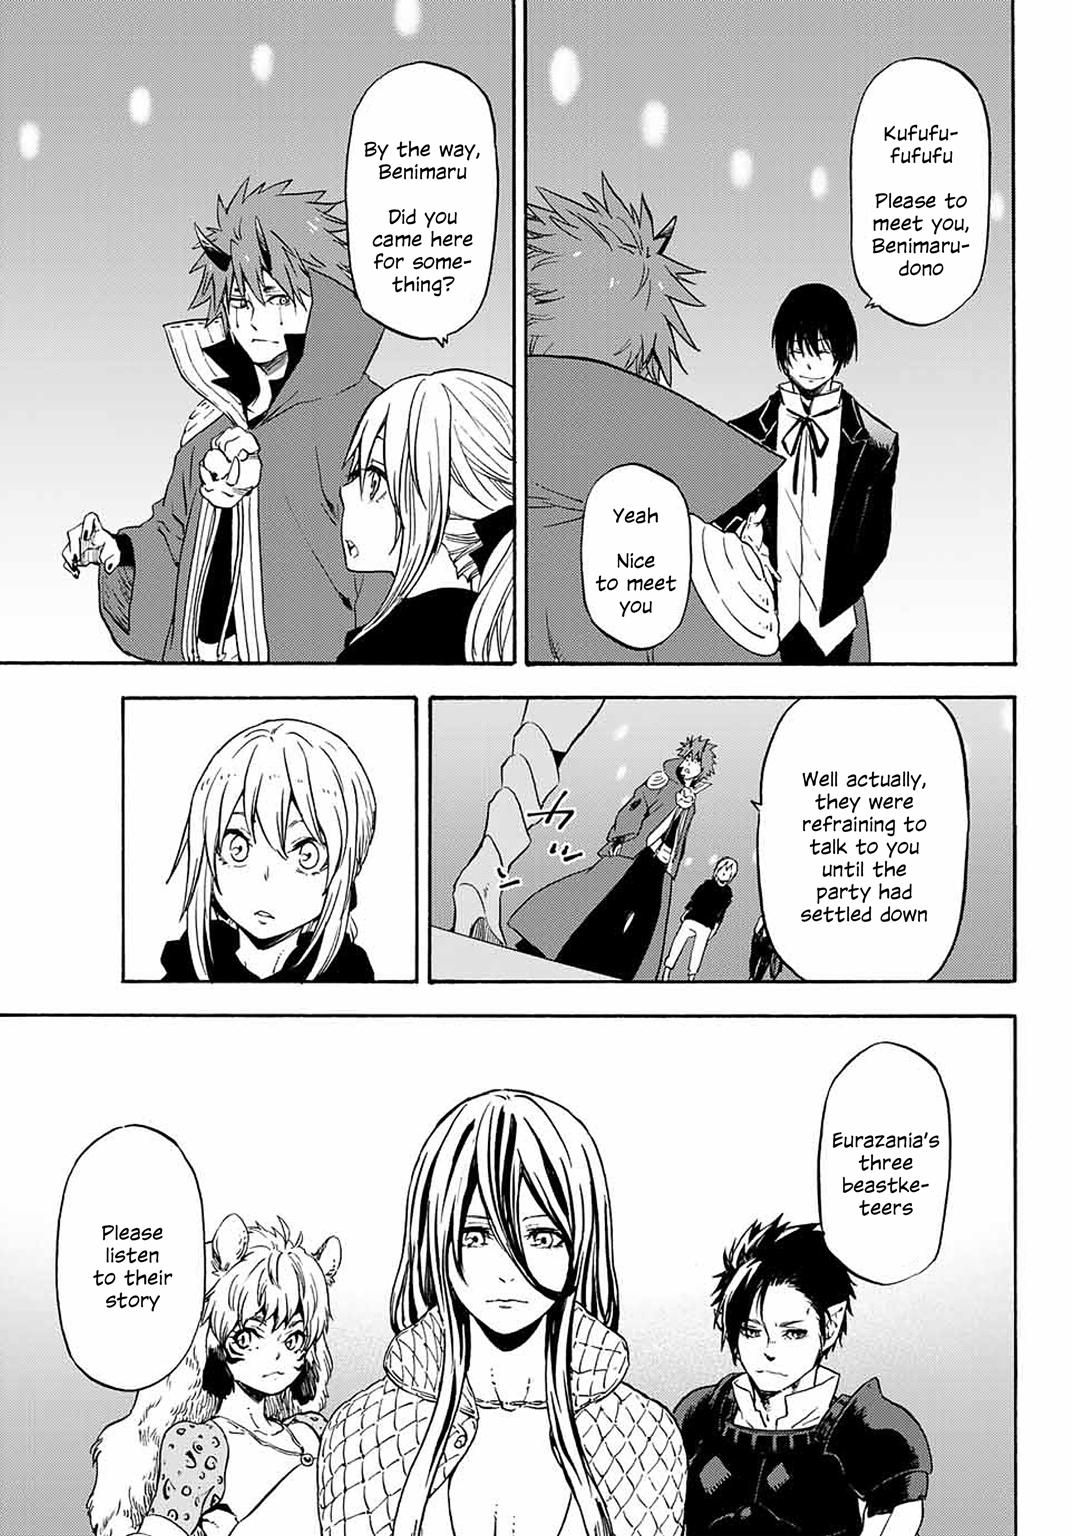 Kufufu-
fufufu
Please to
meet you,
Benimaru-
dono
Yeah
Nice
to meet
you
By the way,
Benimaru
Did you
came here
for some-
thing?
Well actually,
they were
refraining to
talk to you
until the
party had
settled down
Eurazania's
three
beastke-
teers
Please
listen
to their
story